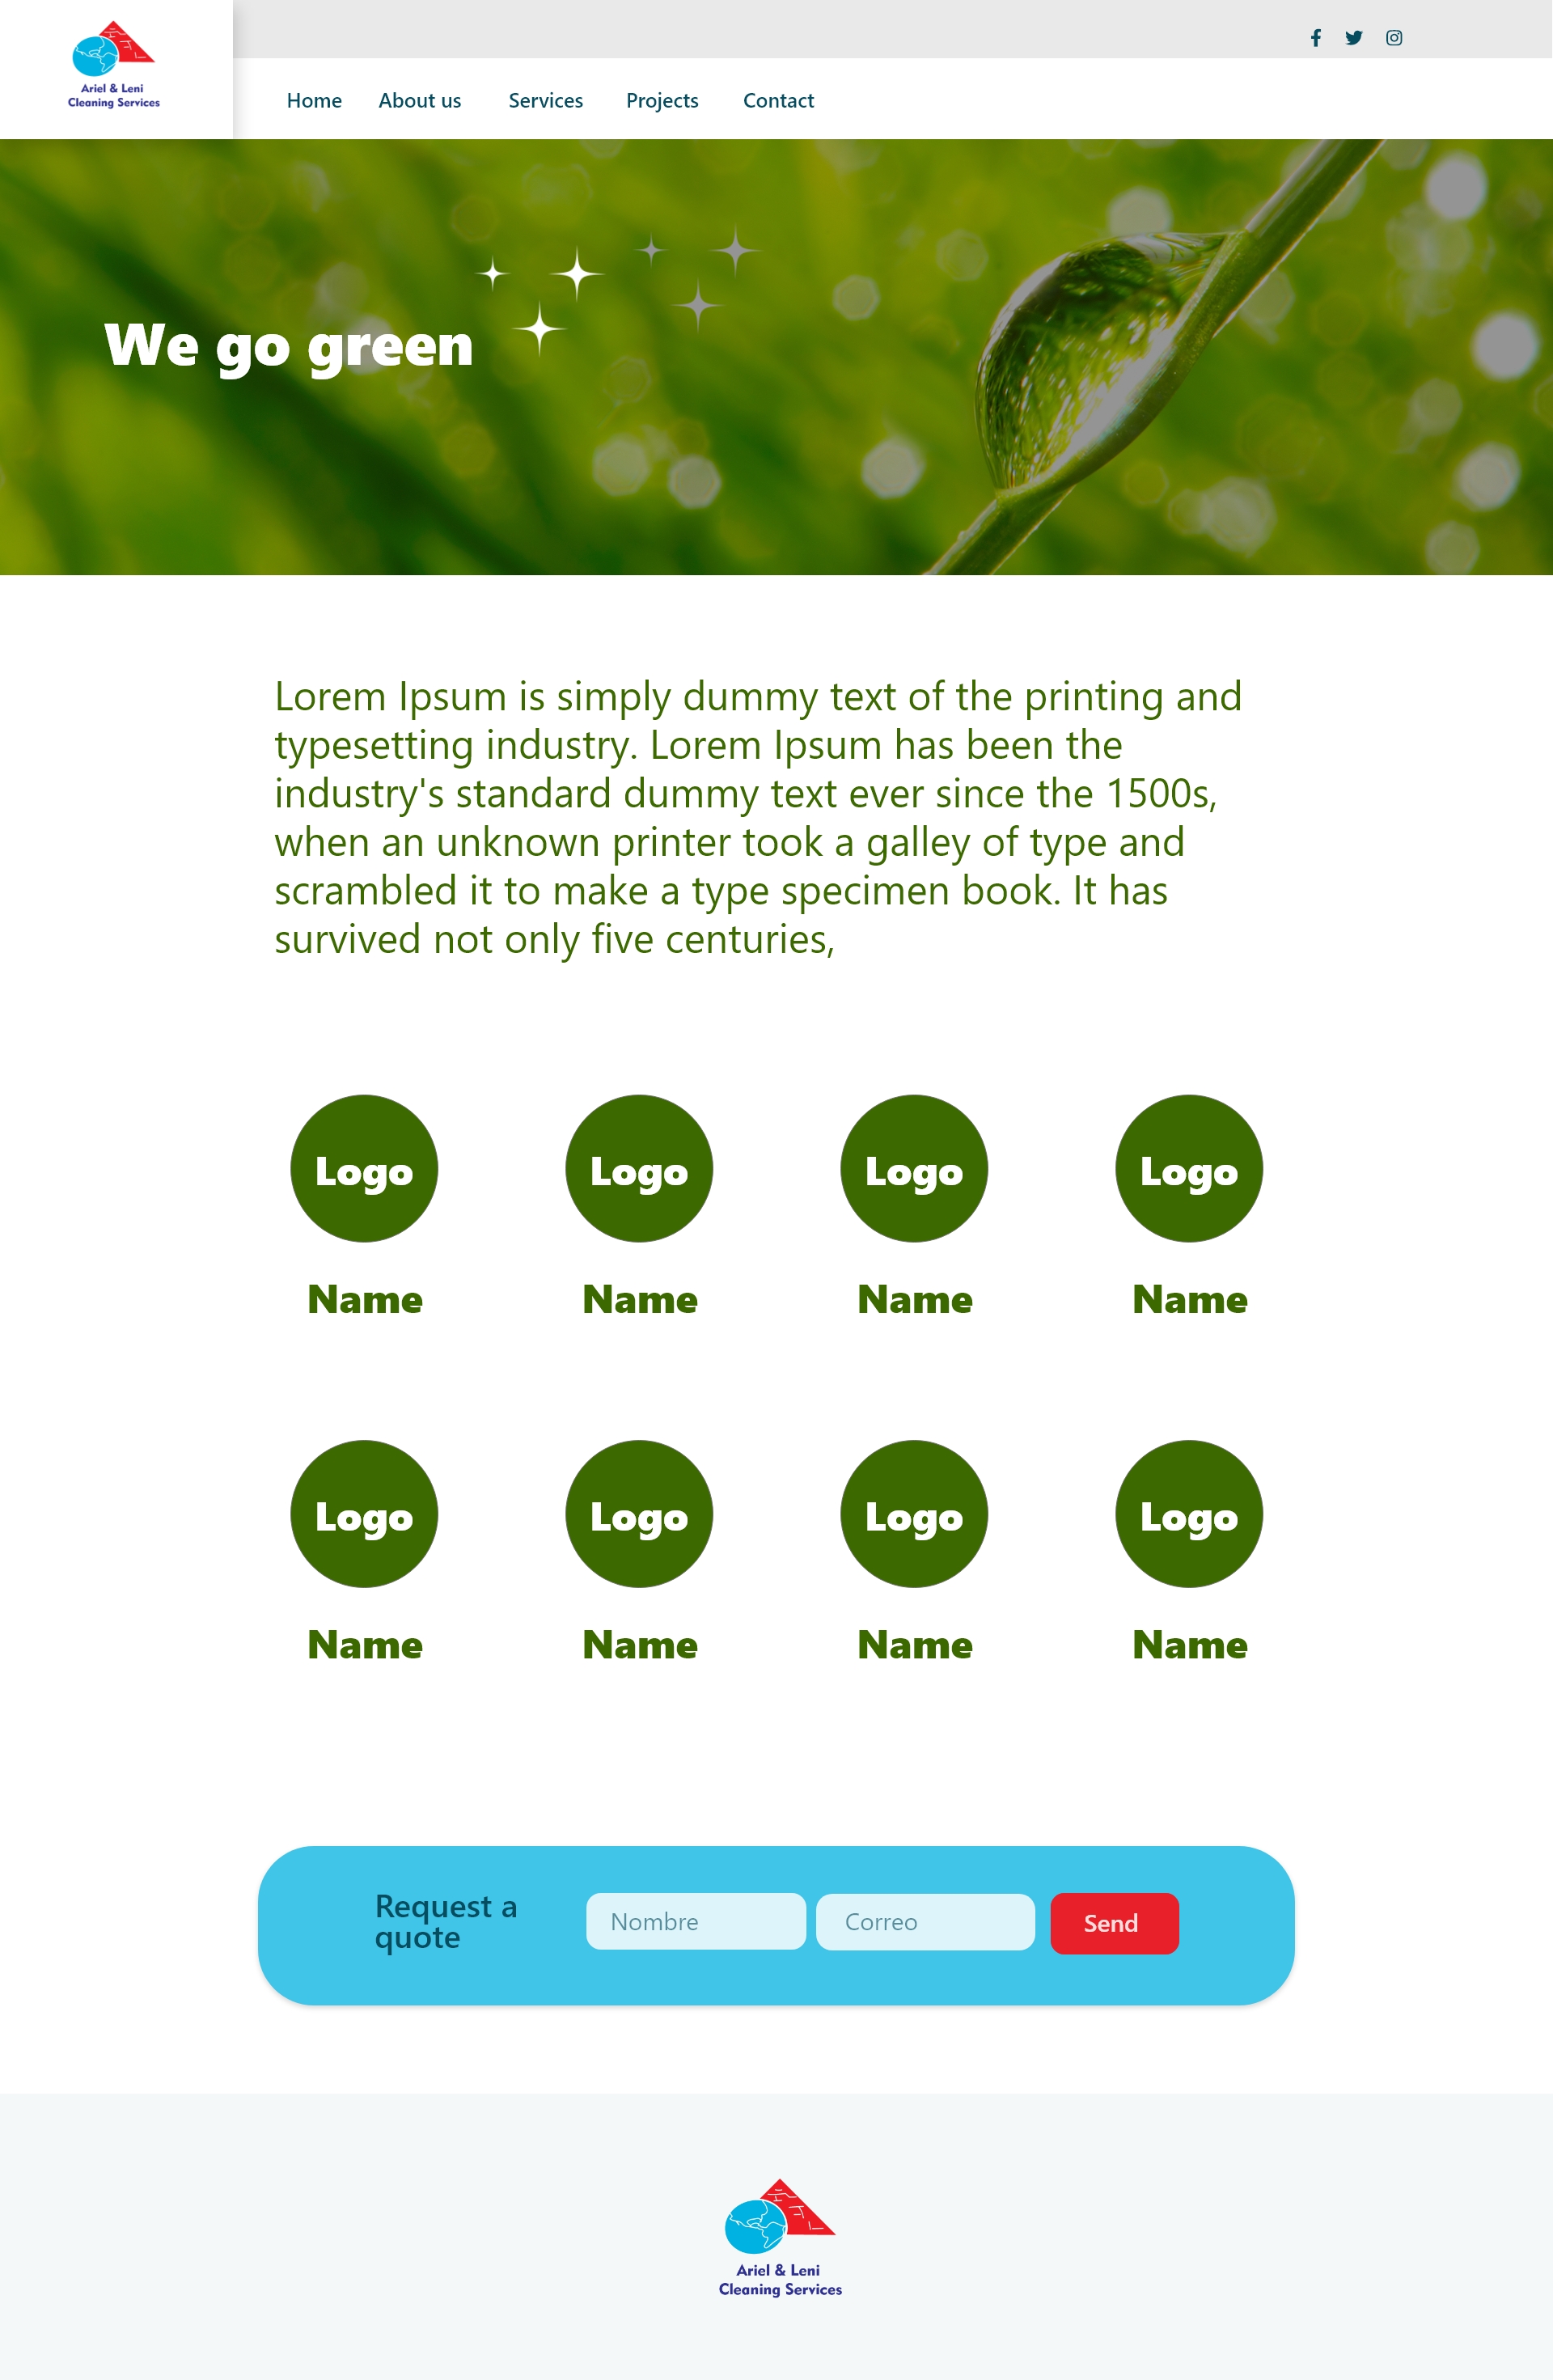 Ariel & Leni
Cleaning Services
Home About us Services Projects Contact
We go green
Lorem Ipsum is simply dummy text of the printing and
typesetting industry. Lorem Ipsum has been the
industry's standard dummy text ever since the 1500s,
when an unknown printer took a galley of type and
scrambled it to make a type specimen book. It has
survived not only five centuries,
Logo Logo Logo Logo
Name Name Name Name
Logo Logo Logo Logo
Name Name Name Name
Request a
quote
Nombre Correo Send
Ariel & Leni
Cleaning Services